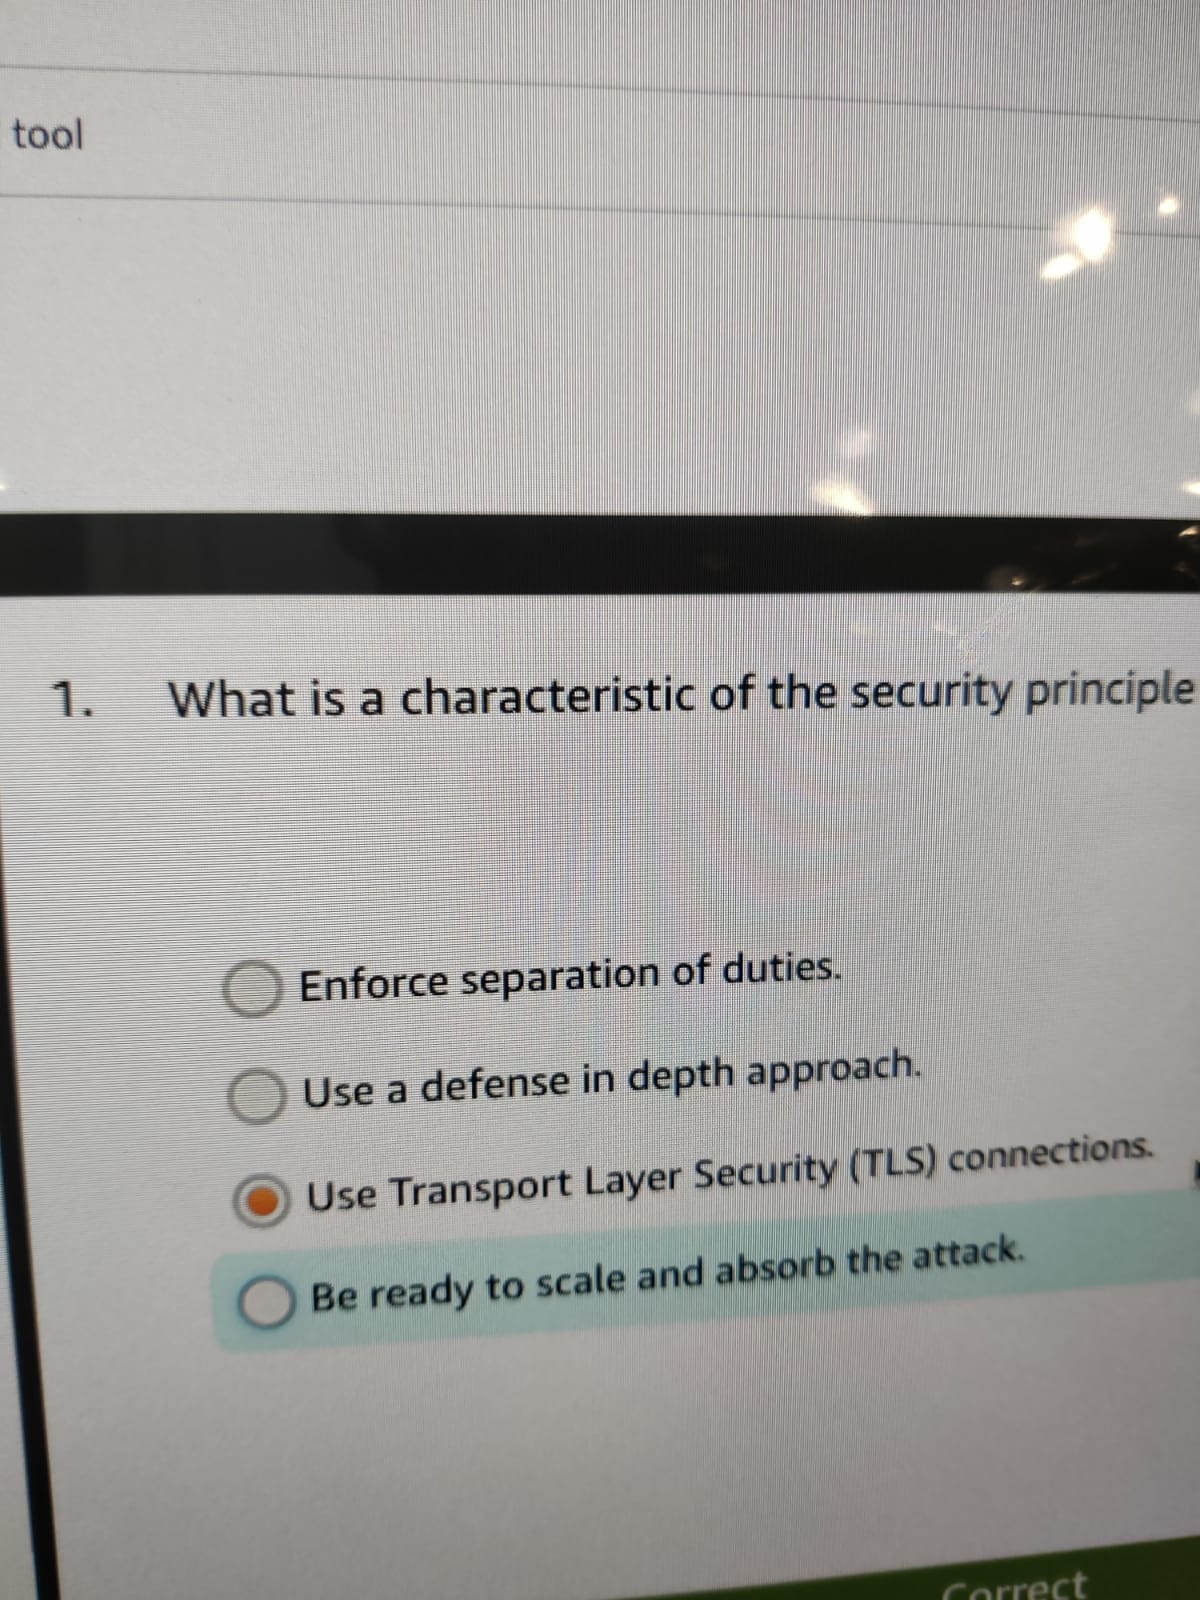 tool
1. What is a characteristic of the security principle
Enforce separation of duties.
Use a defense in depth approach.
Use Transport Layer Security (TLS) connections.
Be ready to scale and absorb the attack.
Correct